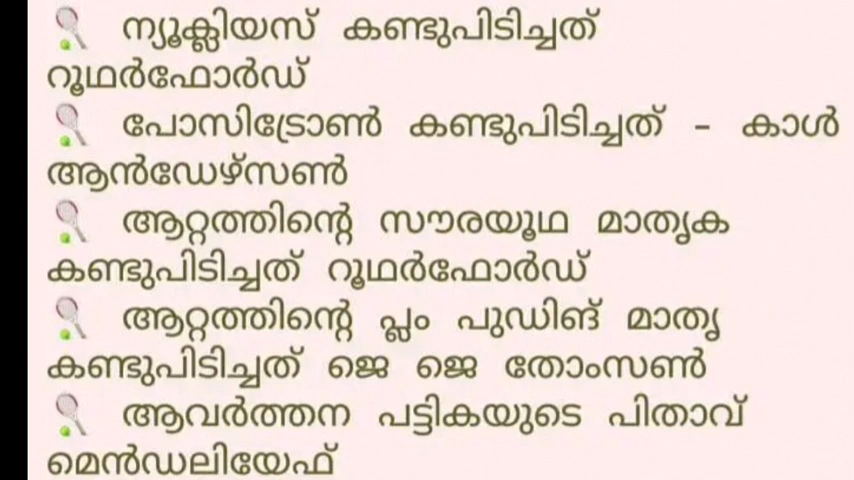 ന്യൂക്ലിയസ് കണ്ടുപിടിച്ചത്
റൂഥർഫോർഡ്
പോസിട്രോൺ കണ്ടുപിടിച്ചത് - കാൾ
ആൻഡേഴ്സൺ
ആറ്റത്തിന്റെ സൗരയൂഥ മാതൃക
കണ്ടുപിടിച്ചത് റൂഥർഫോർഡ്
ആറ്റത്തിന്റെ പ്ലം പുഡിങ് മാതൃ
കണ്ടുപിടിച്ചത് ജെ ജെ തോംസൺ
ആവർത്തന പട്ടികയുടെ പിതാവ്
മെൻഡലിയേഫ്